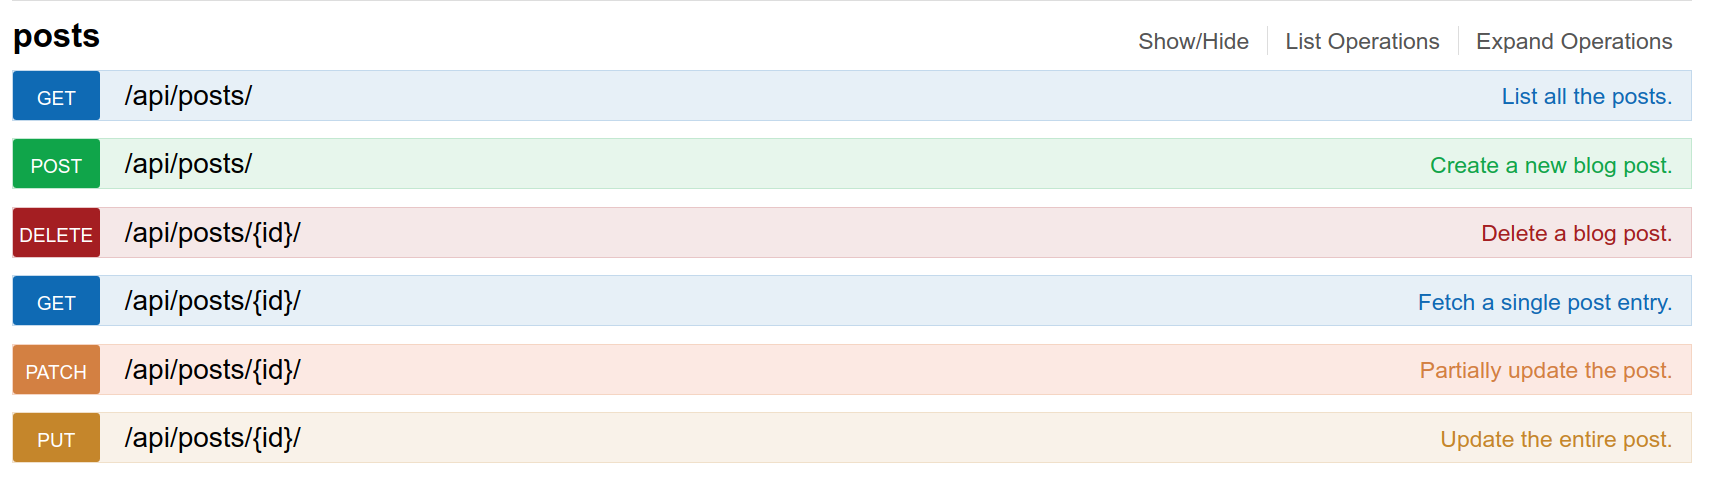 posts Show/Hide List Operations Expand Operations
GET /api/posts/ List all the posts.
POST /api/posts/ Create a new blog post.
DELETE /api/posts/{id}/ Delete a blog post.
GET /api/posts/{id}/ Fetch a single post entry.
PATCH /api/posts/{id}/ Partially update the post.
PUT /api/posts/{id}/ Update the entire post.